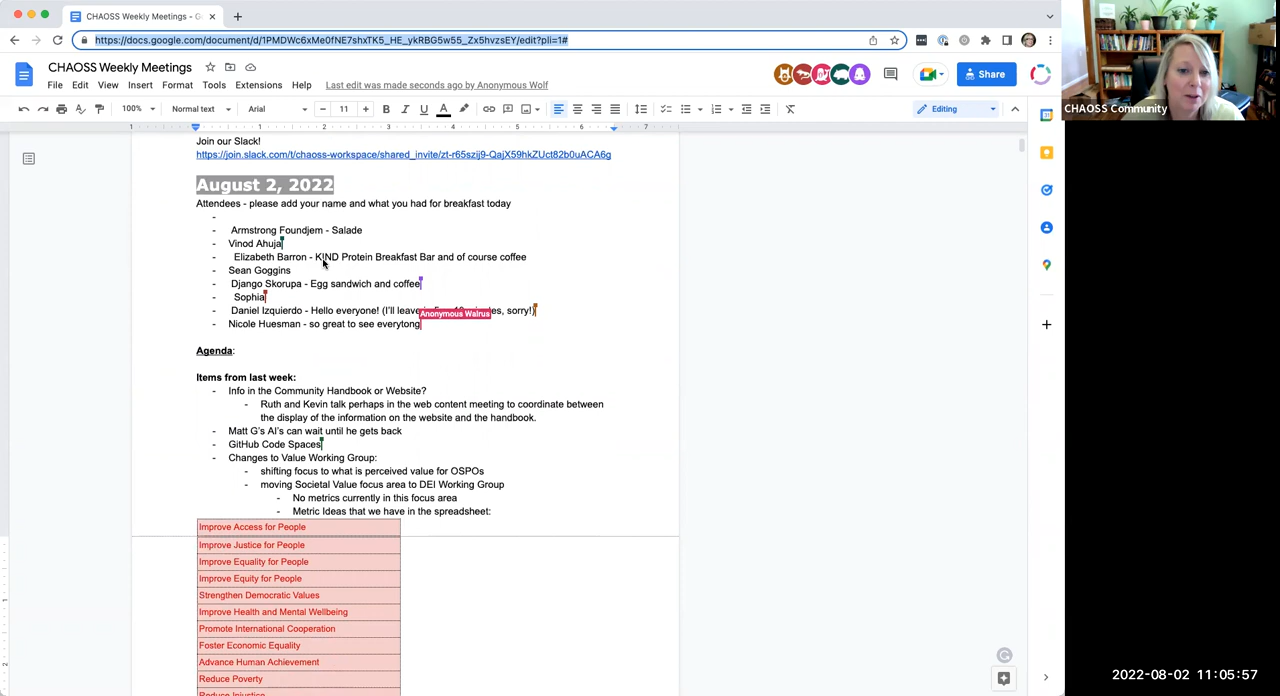 CHAOSS Weekly Meetings - G
https://docs.google.com/document/d/1PMDWc6xMe0fNE7shxTK5_HE_ykRBG5w55_Zx5hvzsEY/edit?pli=1#
CHAOSS Weekly Meetings
File Edit View Insert Format Tools Extensions Help Last edit was made seconds ago by Anonymous Wolf
Share
100% Normal text Arial 11 Editing
CHAOSS Community
Join our Slack!
https://join.slack.com/t/chaoss-workspace/shared_invite/zt-r65szij9-QajX59hkZUct82b0uACA6g
August 2, 2022
Attendees - please add your name and what you had for breakfast today
-
- Armstrong Foundjem - Salade
- Vinod Ahuja
- Elizabeth Barron - KIND Protein Breakfast Bar and of course coffee
- Sean Goggins
- Django Skorupa - Egg sandwich and coffee
- Sophia
- Daniel Izquierdo - Hello everyone! (I'll leave in minutes, sorry!)
Anonymous Walrus
- Nicole Huesman - so great to see everytong
Agenda:
Items from last week:
- Info in the Community Handbook or Website?
- Ruth and Kevin talk perhaps in the web content meeting to coordinate between
the display of the information on the website and the handbook.
- Matt G's AI's can wait until he gets back
- GitHub Code Spaces
- Changes to Value Working Group:
- shifting focus to what is perceived value for OSPOs
- moving Societal Value focus area to DEI Working Group
- No metrics currently in this focus area
- Metric Ideas that we have in the spreadsheet:
Improve Access for People
Improve Justice for People
Improve Equality for People
Improve Equity for People
Strengthen Democratic Values
Improve Health and Mental Wellbeing
Promote International Cooperation
Foster Economic Equality
Advance Human Achievement
Reduce Poverty
Reduce Injustice
2022-08-02 11:05:57